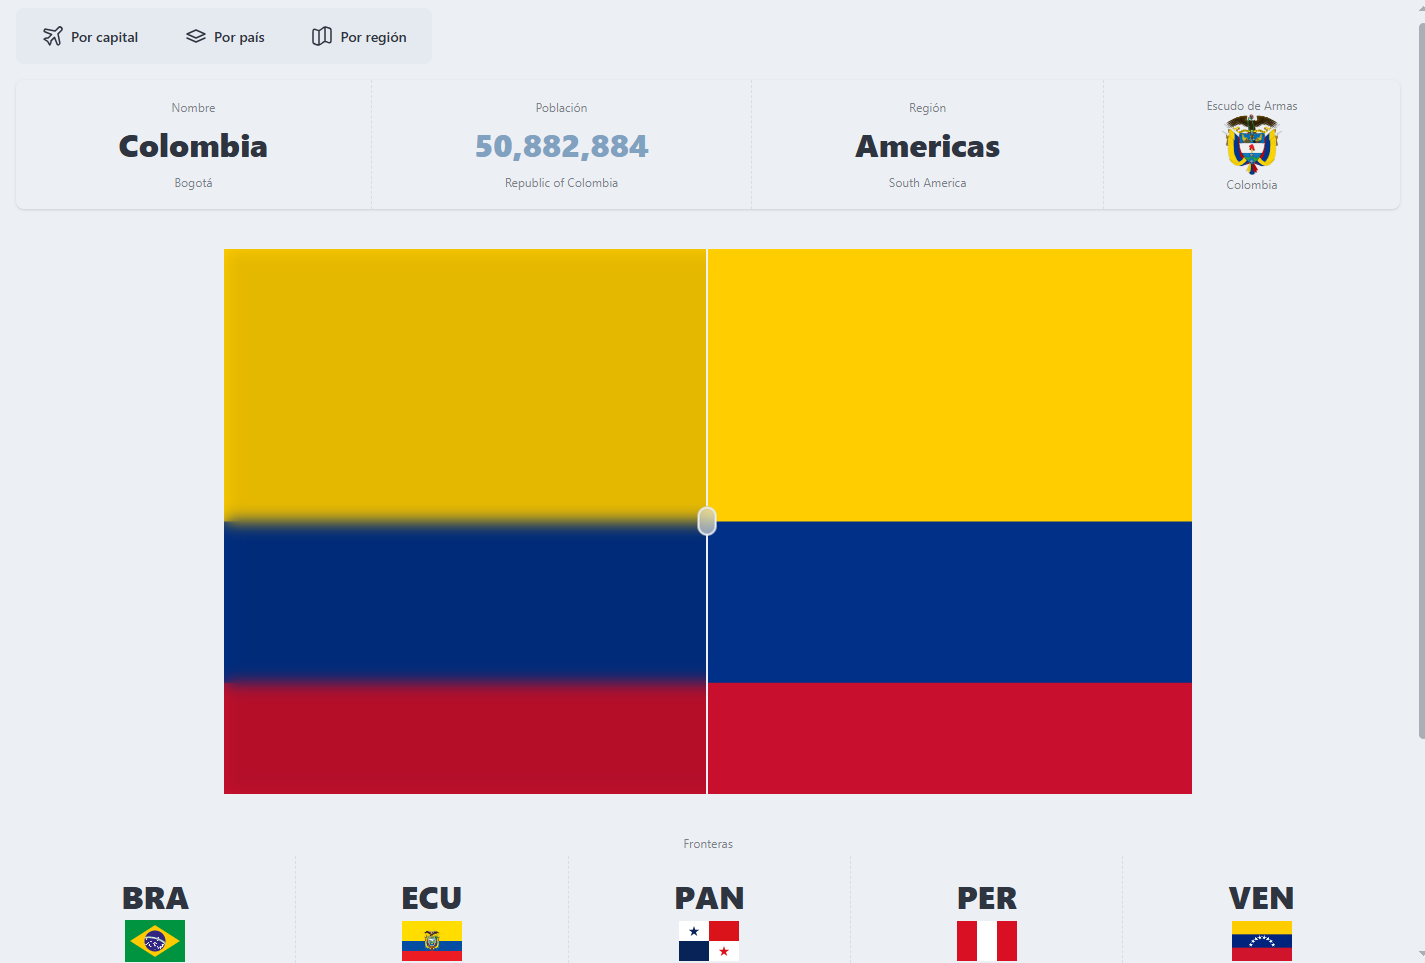 Por capital
Por país
Por región
Nombre
Colombia
Bogotá
Población
50,882,884
Republic of Colombia
Región
Americas
South America
Escudo de Armas
Colombia
Fronteras
BRA
ECU
PAN
PER
VEN